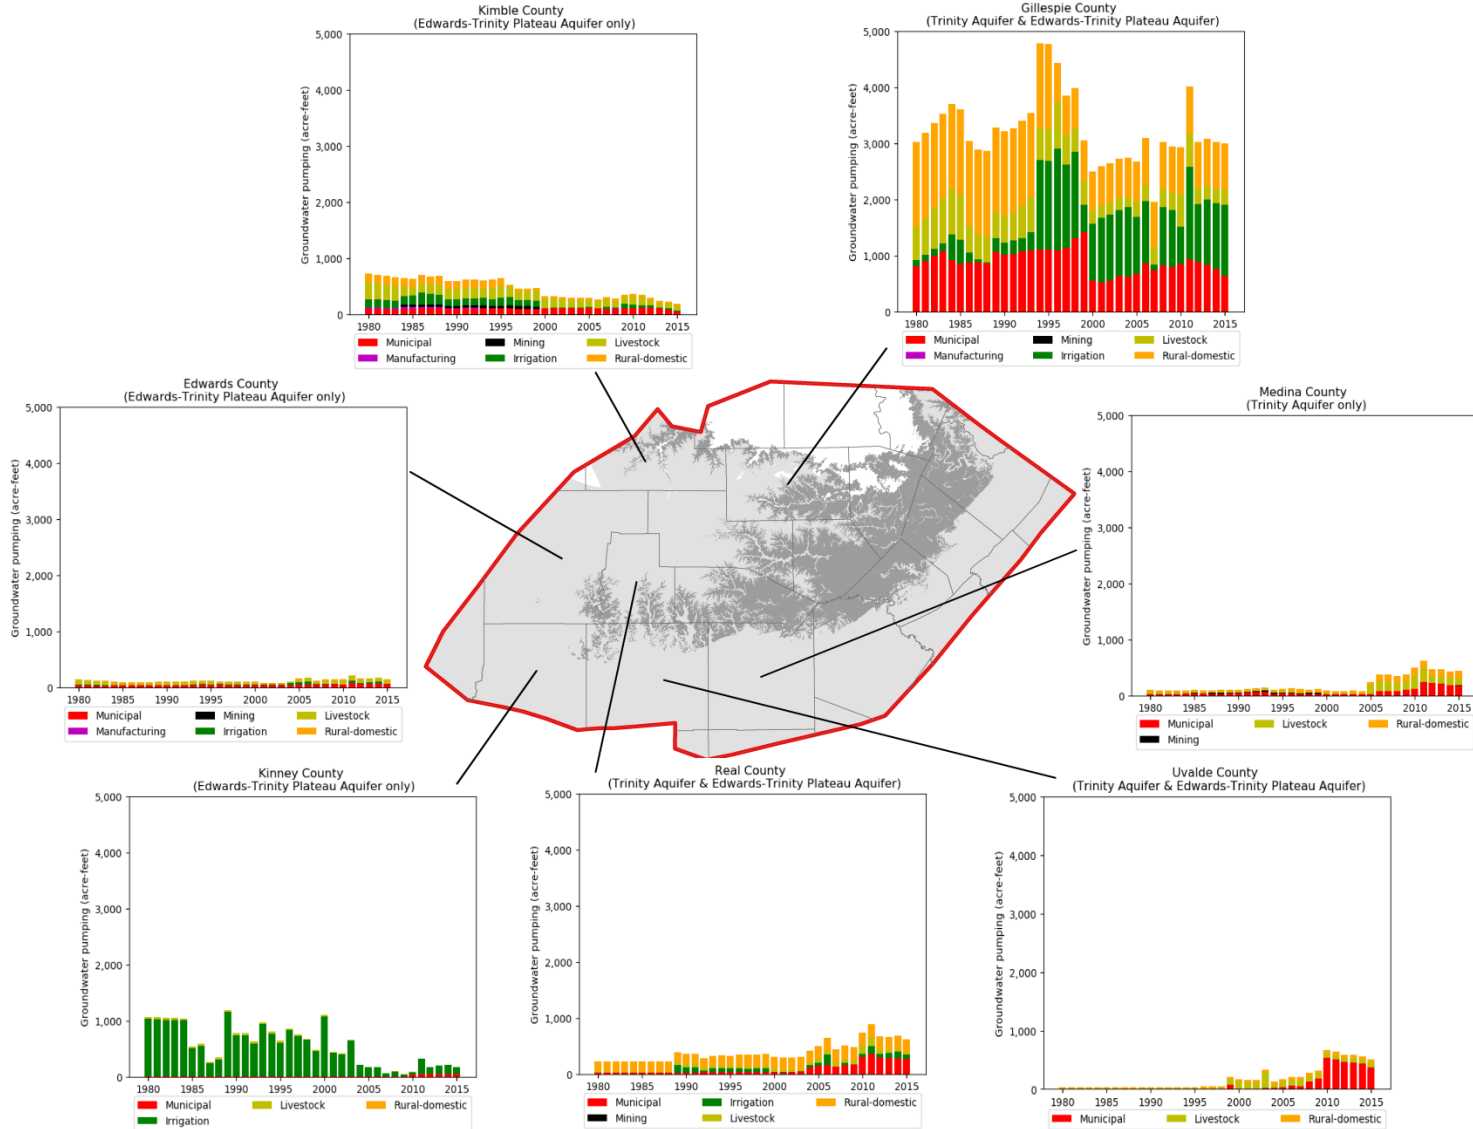 Kimble County
(Edwards-Trinity Plateau Aquifer only)
Groundwater pumping (acre-feet)
5,000
4,000
3,000
2,000
1,000
0
1980 1985 1990 1995 2000 2005 2010 2015
Municipal Mining Livestock
Manufacturing Irrigation Rural-domestic
Gillespie County
(Trinity Aquifer & Edwards-Trinity Plateau Aquifer)
Groundwater pumping (acre-feet)
5,000
4,000
3,000
2,000
1,000
0
1980 1985 1990 1995 2000 2005 2010 2015
Municipal Mining Livestock
Manufacturing Irrigation Rural-domestic
Edwards County
(Edwards-Trinity Plateau Aquifer only)
Groundwater pumping (acre-feet)
5,000
4,000
3,000
2,000
1,000
0
1980 1985 1990 1995 2000 2005 2010 2015
Municipal Mining Livestock
Manufacturing Irrigation Rural-domestic
Medina County
(Trinity Aquifer only)
Groundwater pumping (acre-feet)
5,000
4,000
3,000
2,000
1,000
0
1980 1985 1990 1995 2000 2005 2010 2015
Municipal Livestock Rural-domestic
Mining
Kinney County
(Edwards-Trinity Plateau Aquifer only)
Groundwater pumping (acre-feet)
5,000
4,000
3,000
2,000
1,000
0
1980 1985 1990 1995 2000 2005 2010 2015
Municipal Livestock Rural-domestic
Irrigation
Real County
(Trinity Aquifer & Edwards-Trinity Plateau Aquifer)
Groundwater pumping (acre-feet)
5,000
4,000
3,000
2,000
1,000
0
1980 1985 1990 1995 2000 2005 2010 2015
Municipal Irrigation Rural-domestic
Mining Livestock
Uvalde County
(Trinity Aquifer & Edwards-Trinity Plateau Aquifer)
Groundwater pumping (acre-feet)
5,000
4,000
3,000
2,000
1,000
0
1980 1985 1990 1995 2000 2005 2010 2015
Municipal Livestock Rural-domestic